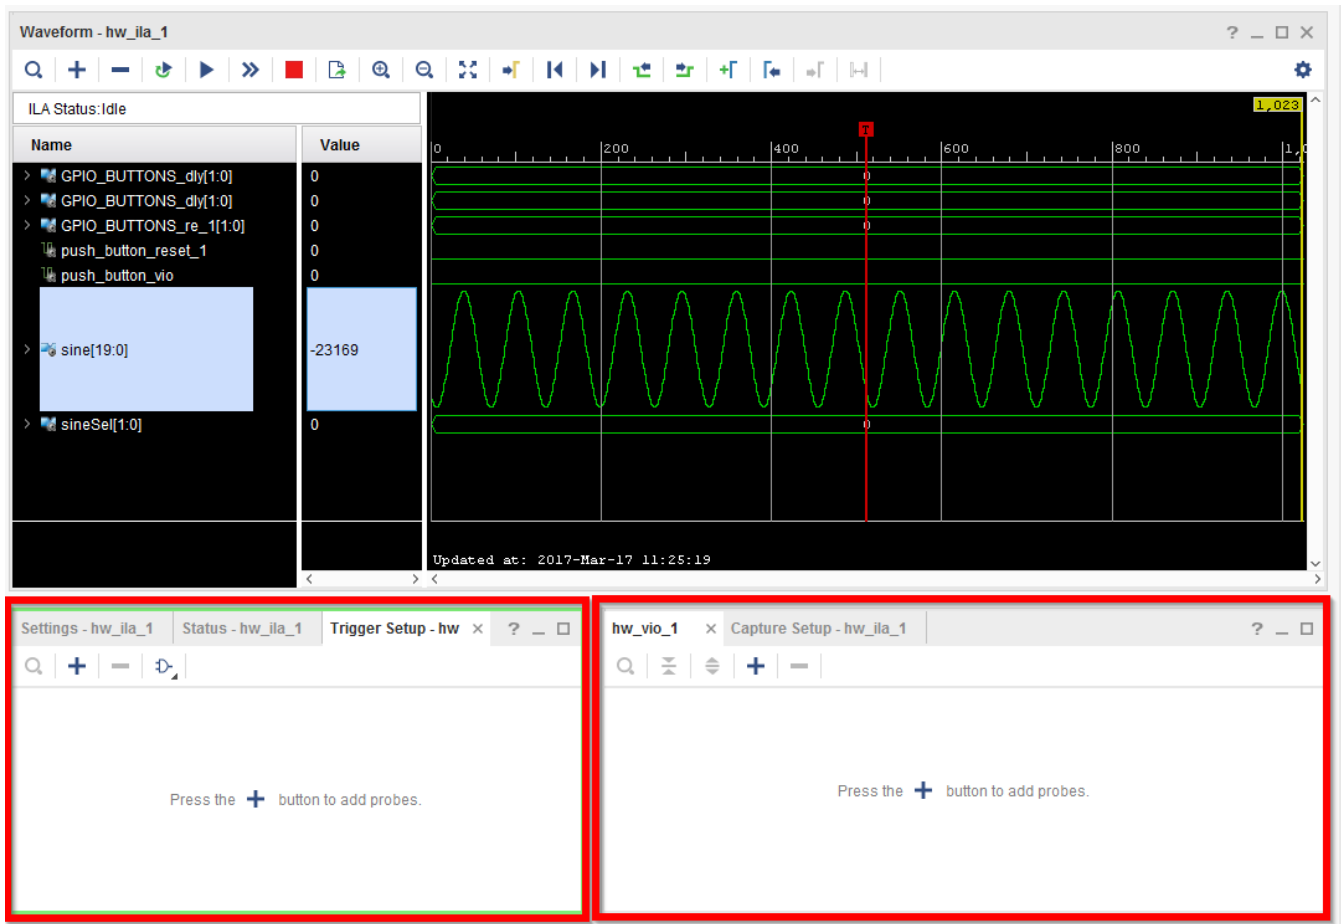 Waveform - hw_ila_1
ILA Status:Idle
1,023
Name Value
T
0 200 400 600 800 1,0
GPIO_BUTTONS_dly[1:0] 0 0
GPIO_BUTTONS_dly[1:0] 0 0
GPIO_BUTTONS_re_1[1:0] 0 0
push_button_reset_1 0
push_button_vio 0
sine[19:0] -23169
sineSel[1:0] 0 0
Updated at: 2017-Mar-17 11:25:19
Settings - hw_ila_1 Status - hw_ila_1 Trigger Setup - hw
Press the + button to add probes.
hw_vio_1 Capture Setup - hw_ila_1
Press the + button to add probes.